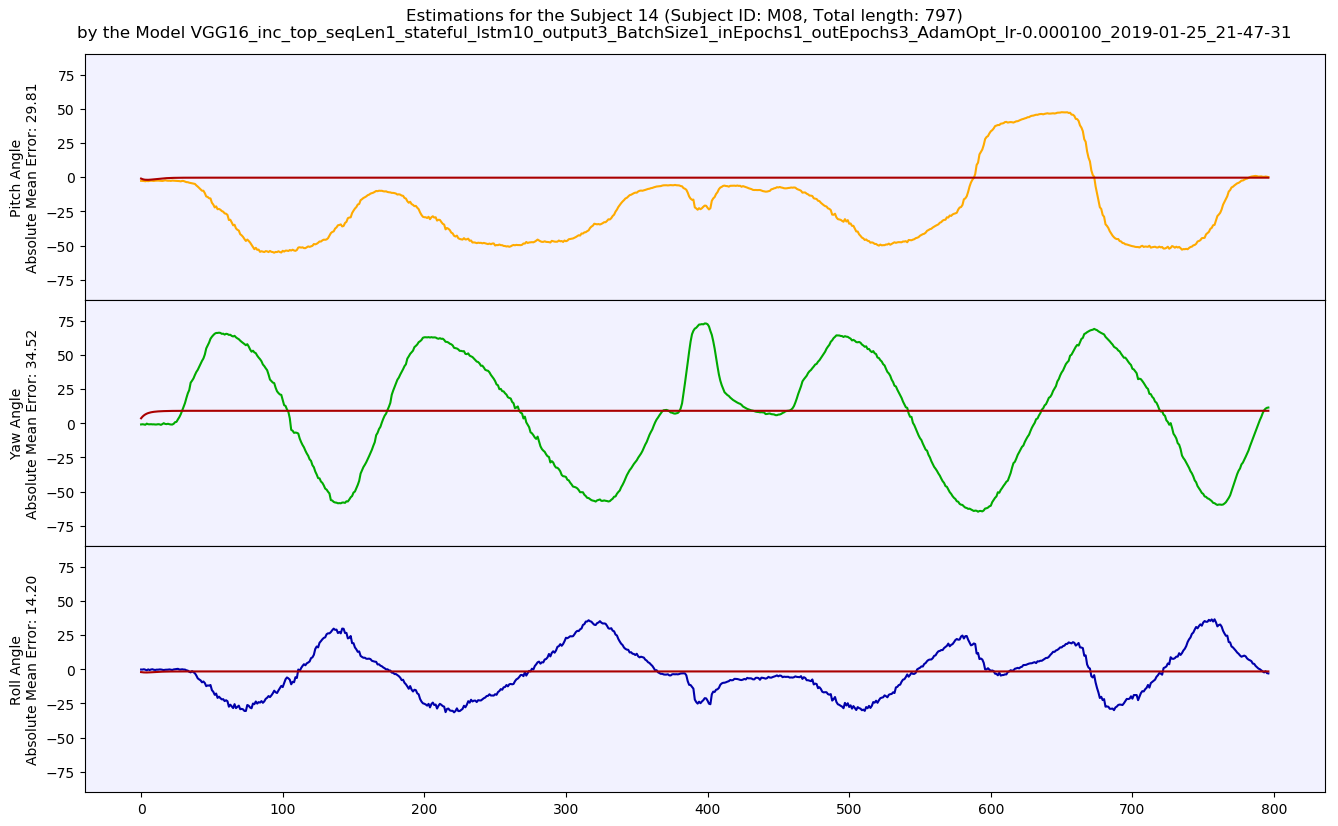 Estimations for the Subject 14 (Subject ID: M08, Total length: 797)
by the Model VGG16_inc_top_seqLen1_stateful_lstm10_output3_BatchSize1_inEpochs1_outEpochs3_AdamOpt_lr-0.000100_2019-01-25_21-47-31
Pitch Angle
Absolute Mean Error: 29.81
75
50
25
0
−25
−50
−75
Yaw Angle
Absolute Mean Error: 34.52
75
50
25
0
−25
−50
−75
Roll Angle
Absolute Mean Error: 14.20
75
50
25
0
−25
−50
−75
0 100 200 300 400 500 600 700 800